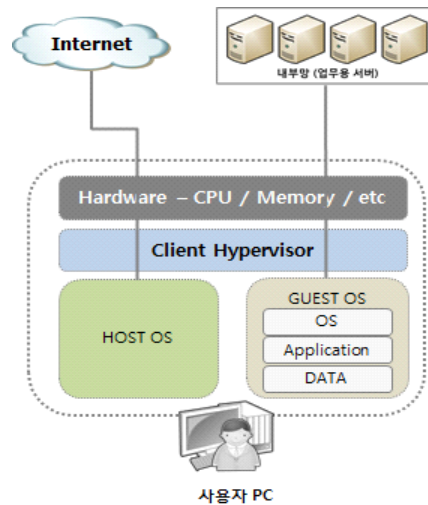 Internet
내부망 (업무용 서버)
Hardware – CPU / Memory / etc
Client Hypervisor
HOST OS
GUEST OS
OS
Application
DATA
사용자 PC